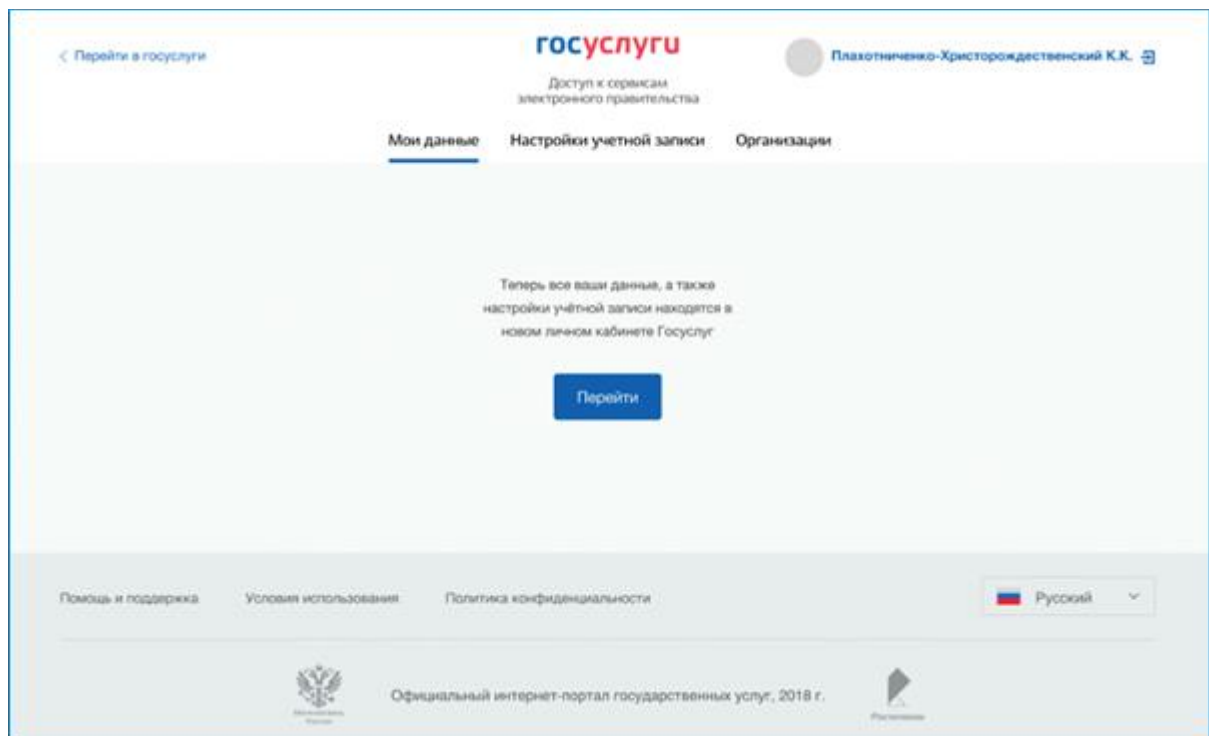 Перейти в госуслуги
госуслуги
Плахотниченко-Христорождественский К.К.
Доступ к сервисам
электронного правительства
Мои данные Настройки учетной записи Организации
Теперь все ваши данные, а также
настройки учётной записи находятся в
новом личном кабинете Госуслуг
Перейти
Помощь и поддержка Условия использования Политика конфиденциальности Русский
Официальный интернет-портал государственных услуг, 2018 г.